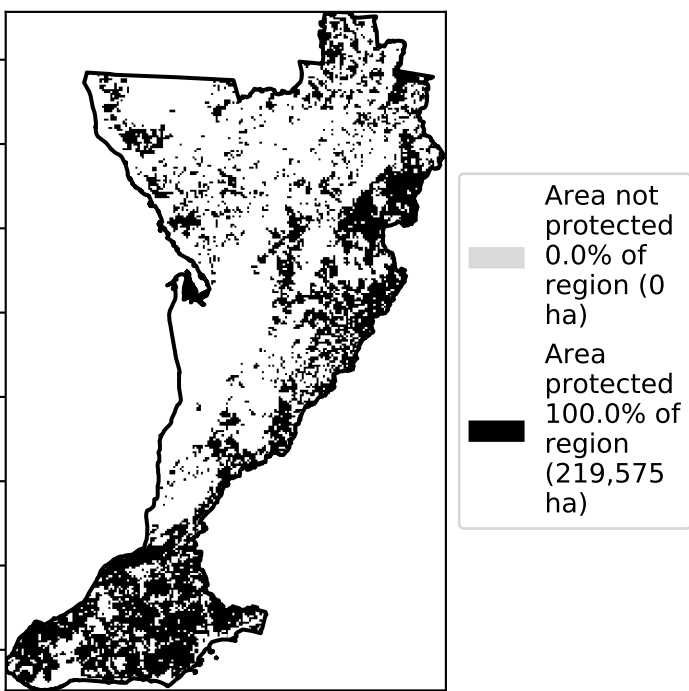 Area not
protected
0.0% of
region (0
ha)
Area
protected
100.0% of
region
(219,575
ha)